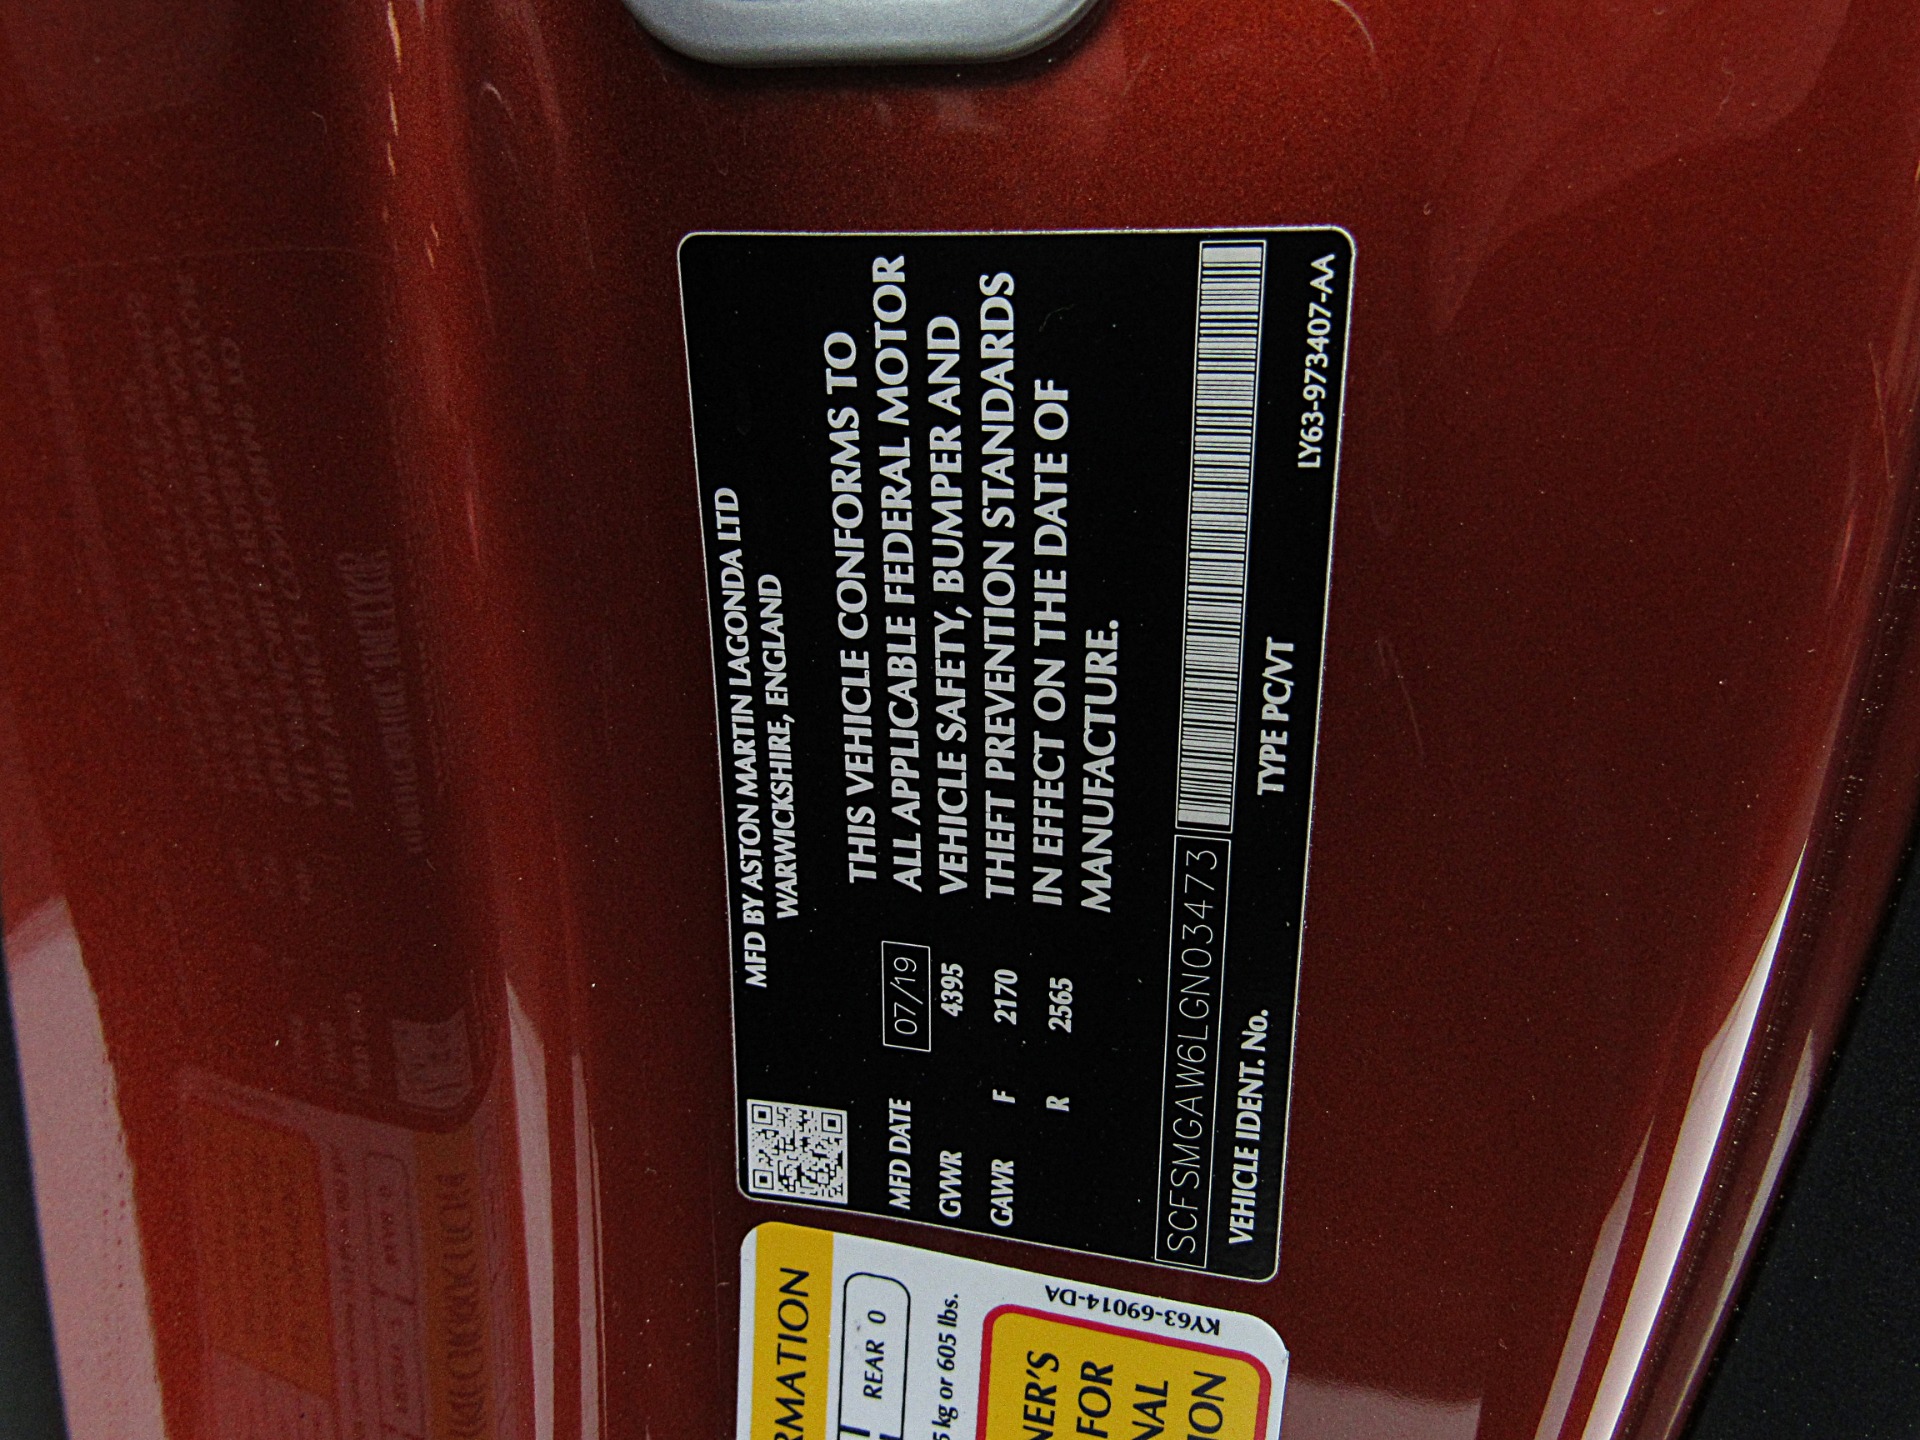 MFD BY ASTON MARTIN LAGONDA LTD
WARWICKSHIRE, ENGLAND
MFD DATE 07/19
GVWR 4395
GAWR F 2170
R 2565
THIS VEHICLE CONFORMS TO
ALL APPLICABLE FEDERAL MOTOR
VEHICLE SAFETY, BUMPER AND
THEFT PREVENTION STANDARDS
IN EFFECT ON THE DATE OF
MANUFACTURE.
SCFSMGAW6LGN03473
VEHICLE IDENT. No. TYPE PC/VT
LY63-973407-AA
RMATION
REAR 0
kg or 605 lbs.
NER'S
FOR
NAL
ION
KY63-69014-DA